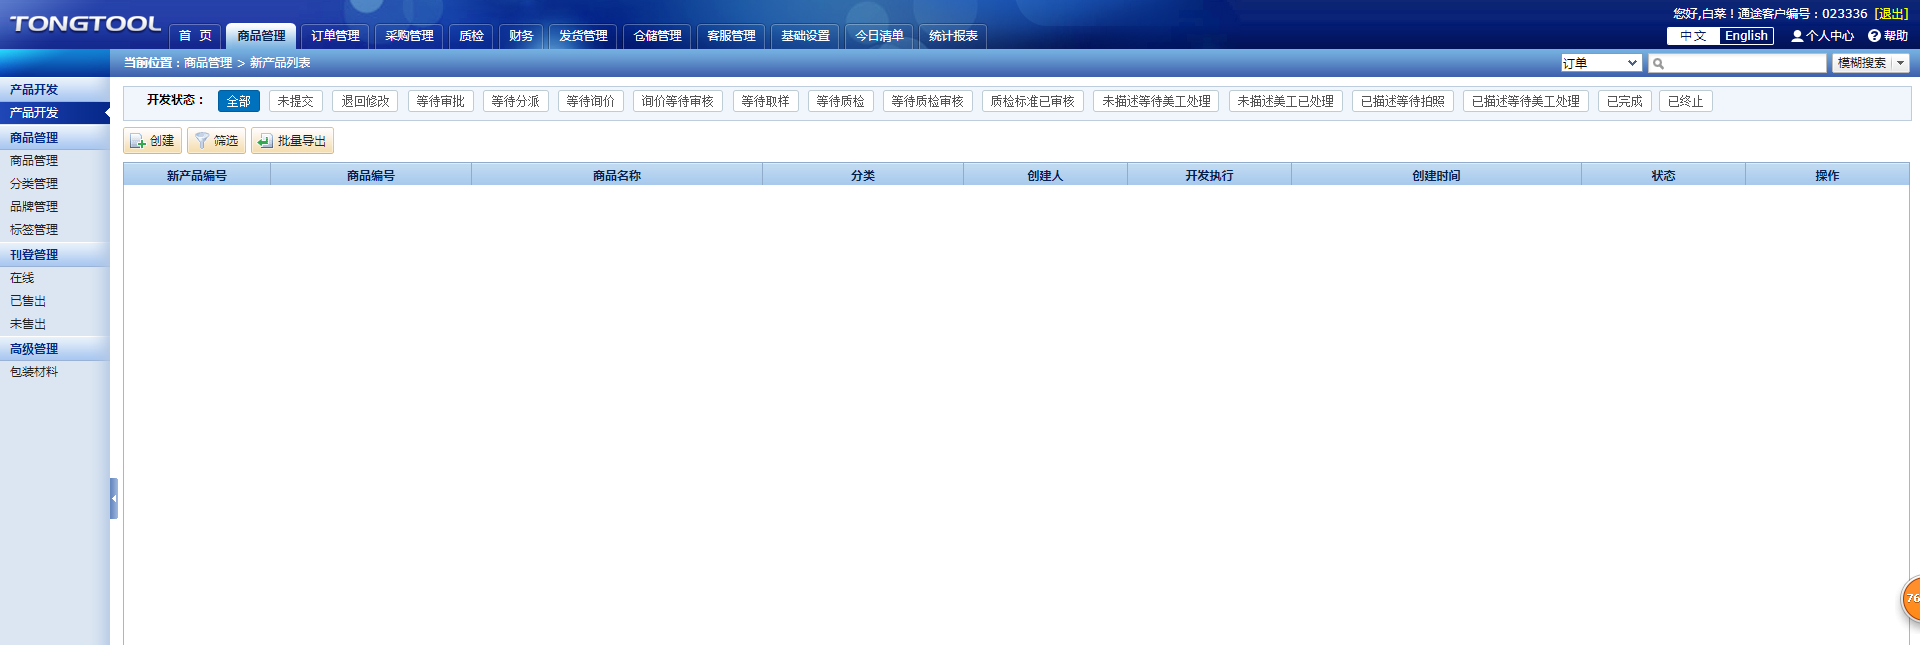 TONGTOOL
首 页 商品管理 订单管理 采购管理 质检 财务 发货管理 仓储管理 客服管理 基础设置 今日清单 统计报表
您好,白菜！通途客户编号：023336 [退出]
中文 English 个人中心 帮助
当前位置：商品管理 > 新产品列表
订单 模糊搜索
产品开发
产品开发
商品管理
商品管理
分类管理
品牌管理
标签管理
刊登管理
在线
已售出
未售出
高级管理
包装材料
开发状态： 全部 未提交 退回修改 等待审批 等待分派 等待询价 询价等待审核 等待取样 等待质检 等待质检审核 质检标准已审核 未描述等待美工处理 未描述美工已处理 已描述等待拍照 已描述等待美工处理 已完成 已终止
创建 筛选 批量导出
新产品编号 商品编号 商品名称 分类 创建人 开发执行 创建时间 状态 操作
76